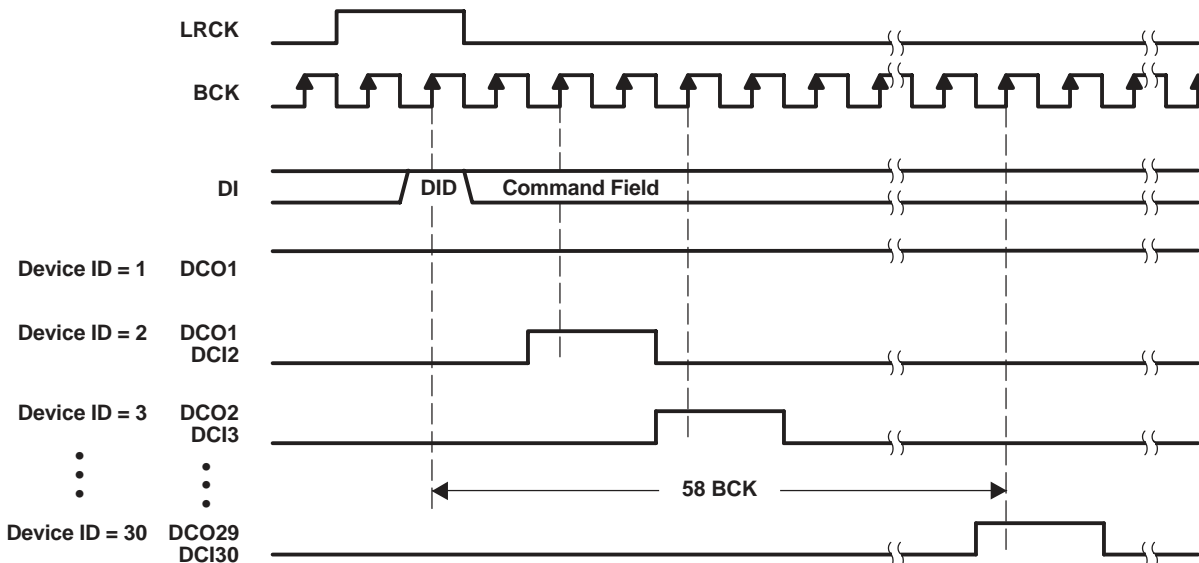 LRCK
BCK
DI
DID
Command Field
Device ID = 1 DCO1
Device ID = 2 DCO1
DCI2
Device ID = 3 DCO2
DCI3
58 BCK
Device ID = 30 DCO29
DCI30